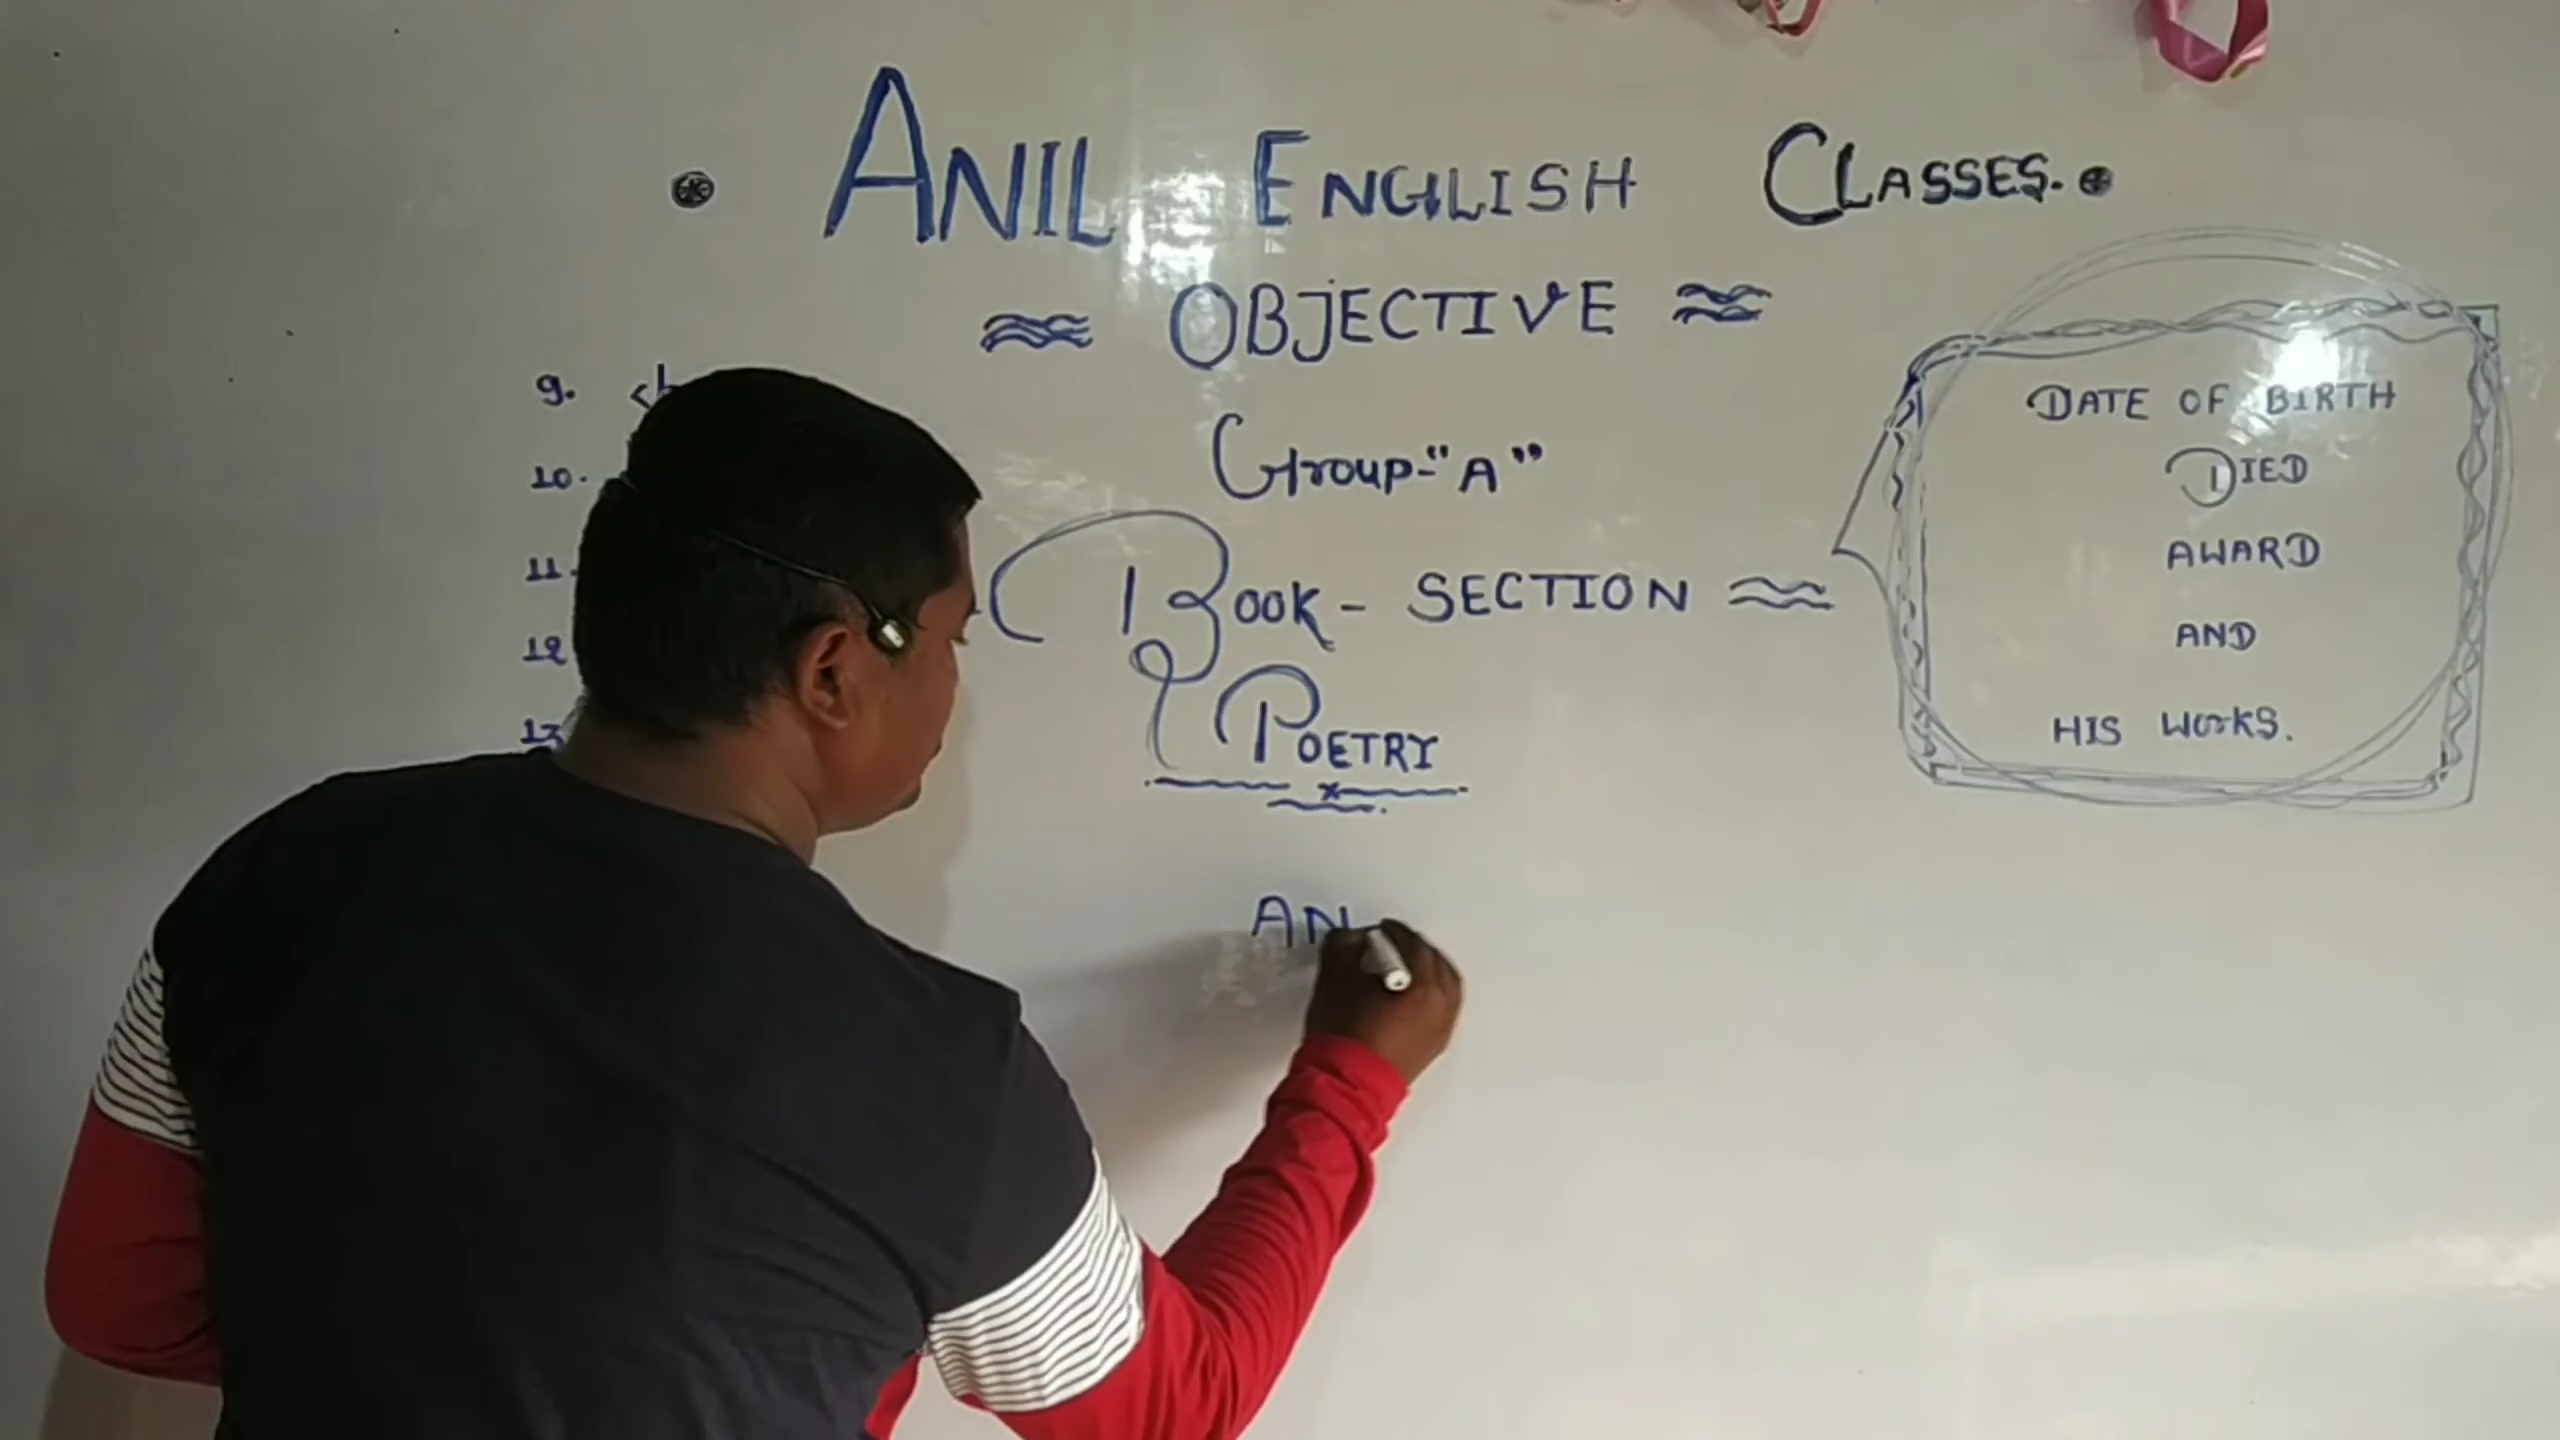 ANIL ENGLISH CLASSES.
OBJECTIVE
Group-"A"
BOOK - SECTION
POETRY
AN
9.
10.
11.
12
13
DATE OF BIRTH
DIED
AWARD
AND
HIS WORKS.